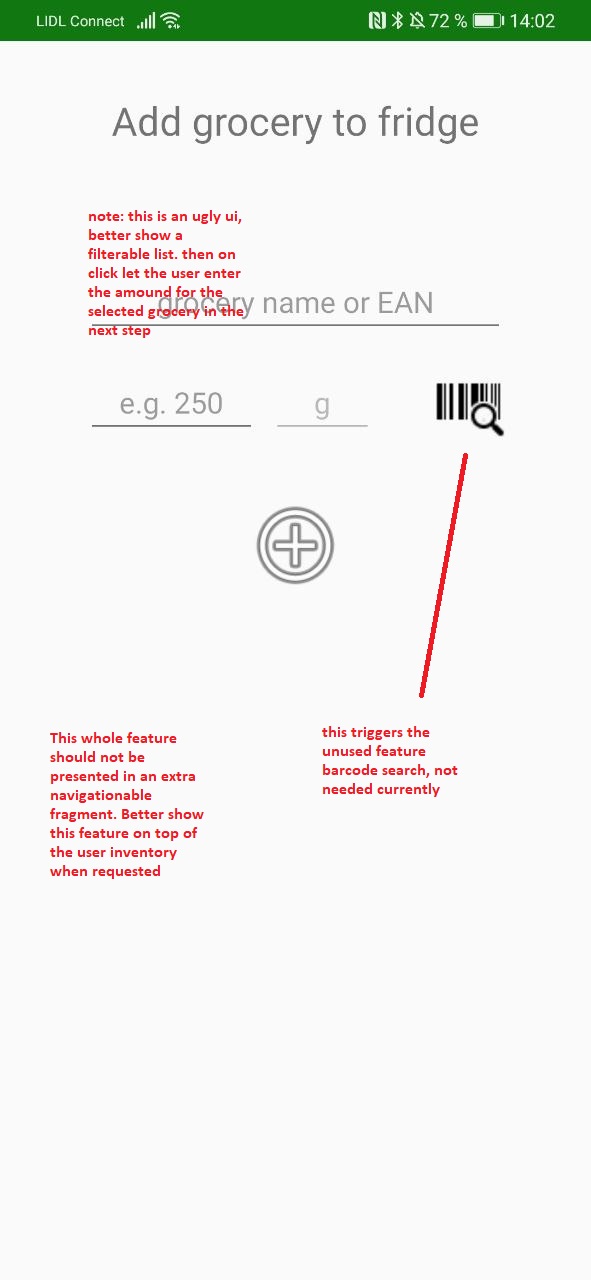 LIDL Connect 72 % 14:02
Add grocery to fridge
note: this is an ugly ui,
better show a
filterable list. then on
click let the user enter
the amound for the
grocery name or EAN
selected grocery in the
next step
e.g. 250 g
this triggers the
unused feature
barcode search, not
needed currently
This whole feature
should not be
presented in an extra
navigationable
fragment. Better show
this feature on top of
the user inventory
when requested